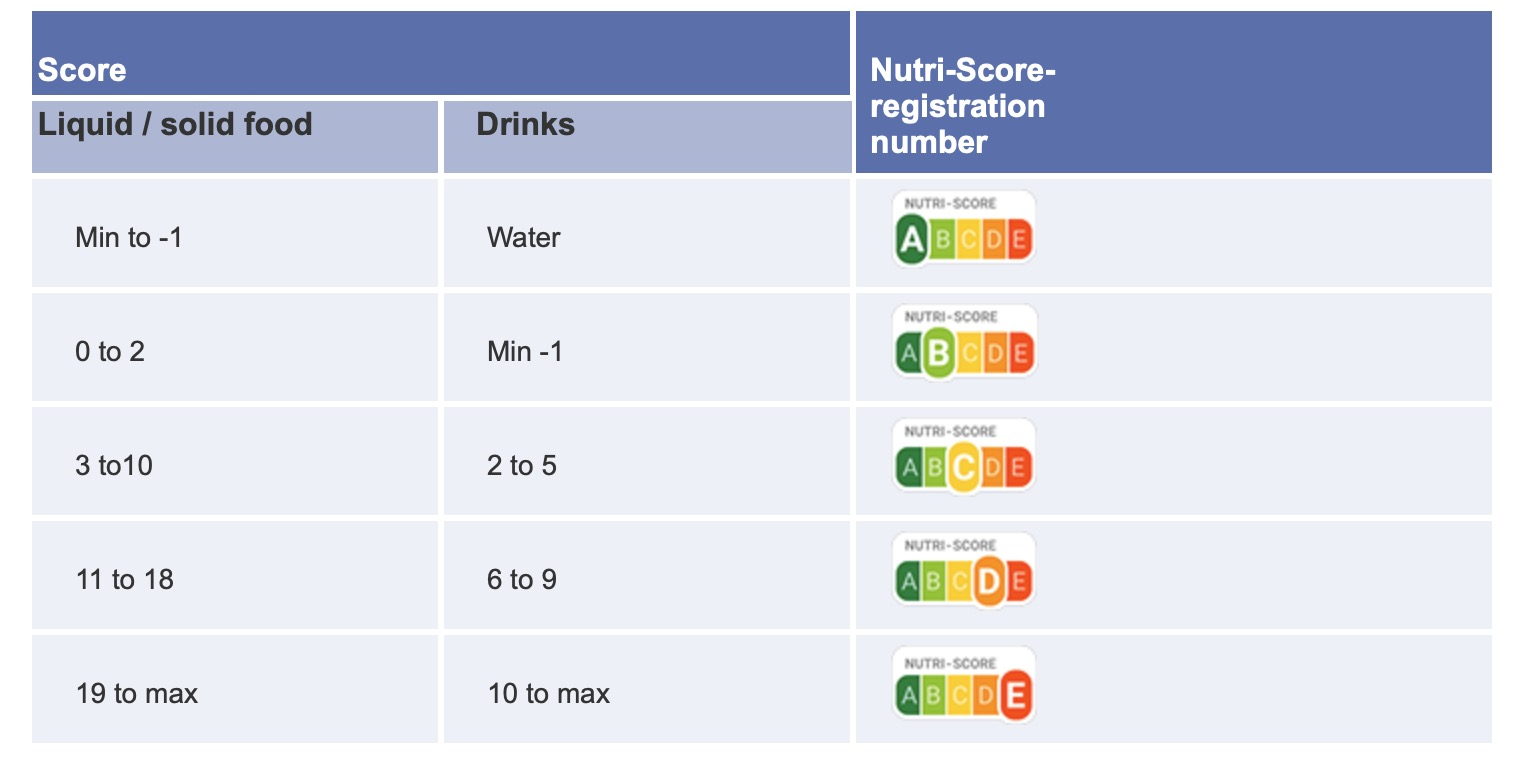 Score
Nutri-Score-
registration
number
Liquid / solid food
Drinks
Min to -1
Water
NUTRI-SCORE
A B C D E
0 to 2
Min -1
NUTRI-SCORE
A B C D E
3 to10
2 to 5
NUTRI-SCORE
A B C D E
11 to 18
6 to 9
NUTRI-SCORE
A B C D E
19 to max
10 to max
NUTRI-SCORE
A B C D E